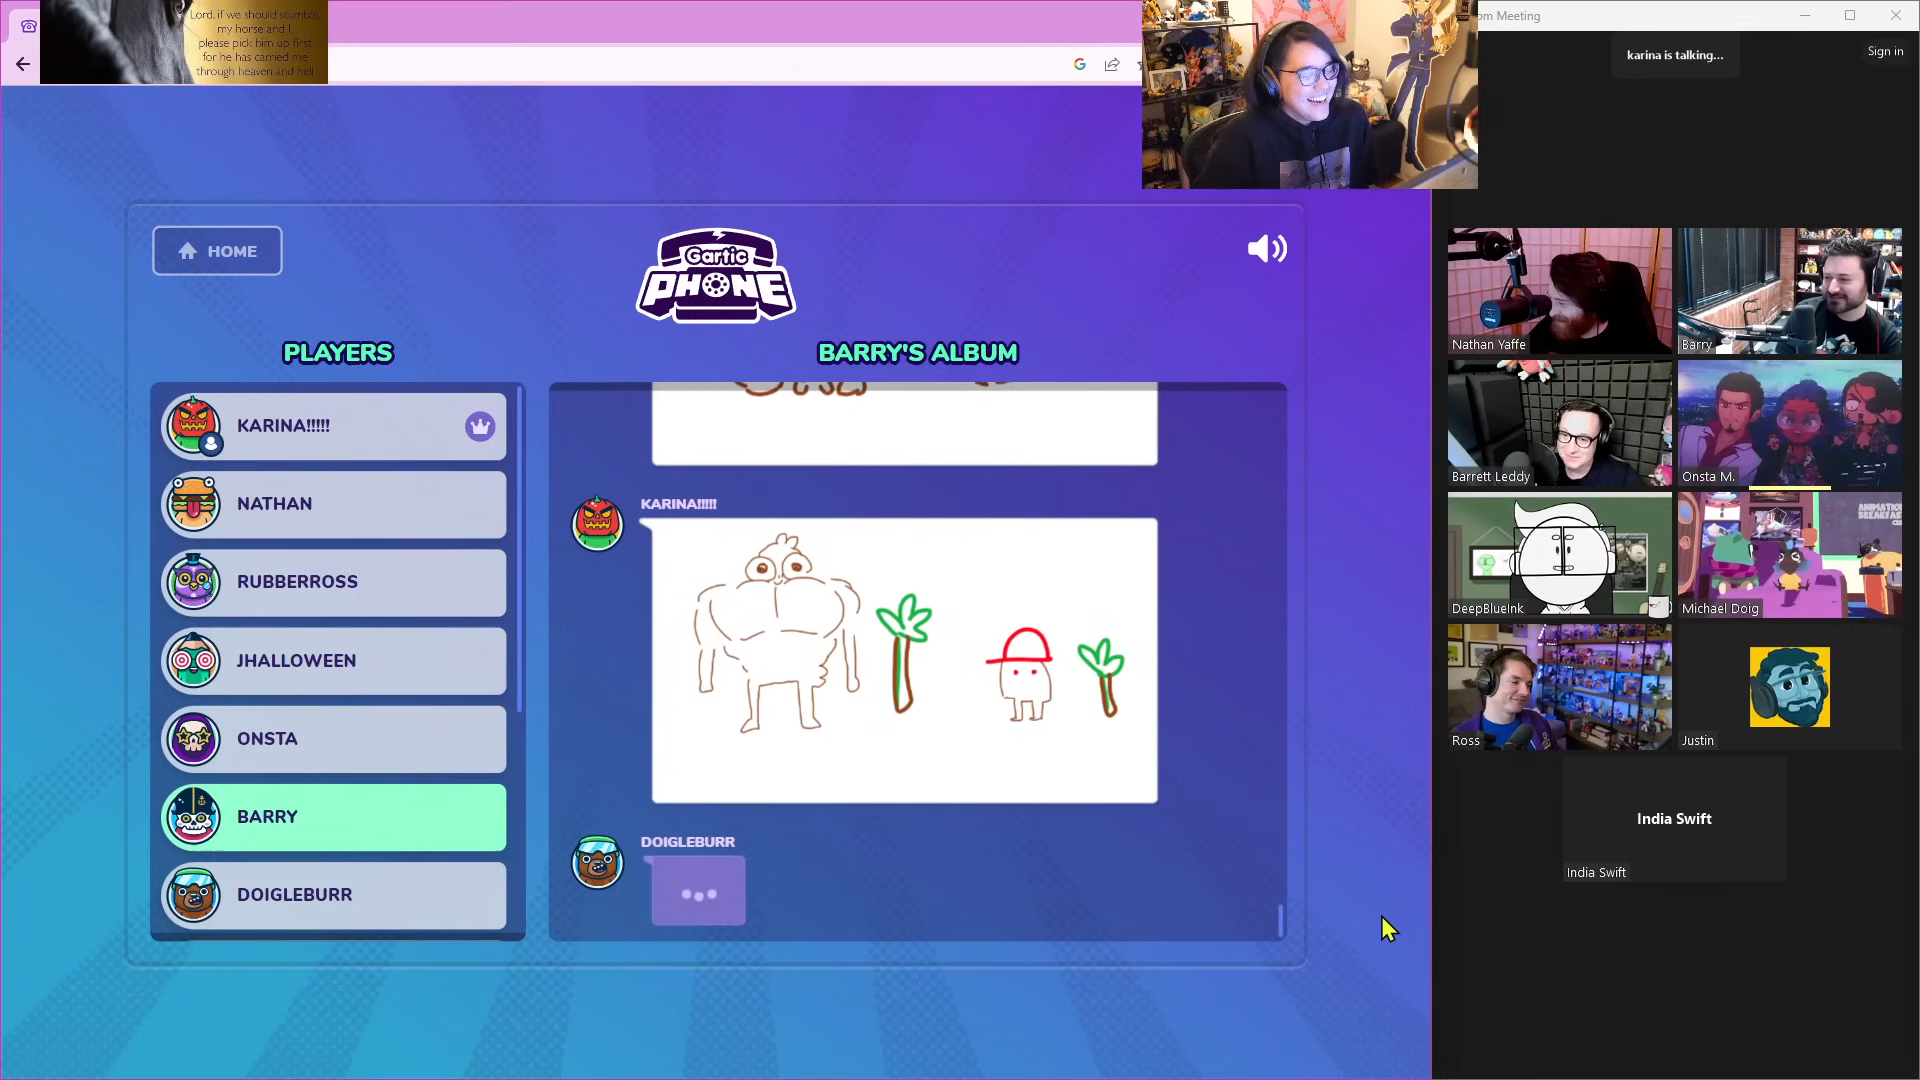 Lord, if we should stumble,
my horse and I,
please pick him up first
for he has carried me
through heaven and hell
om Meeting
karina is talking...
Sign in
HOME
Gartic
PHONE
PLAYERS
BARRY'S ALBUM
KARINA!!!!!
NATHAN
RUBBERROSS
JHALLOWEEN
ONSTA
BARRY
DOIGLEBURR
KARINA!!!!!
DOIGLEBURR
Nathan Yaffe
Barry
Barrett Leddy
Onsta M.
DeepBlueInk
ANIMATION
BREAKFAST
Michael Doig
Ross
Justin
India Swift
India Swift